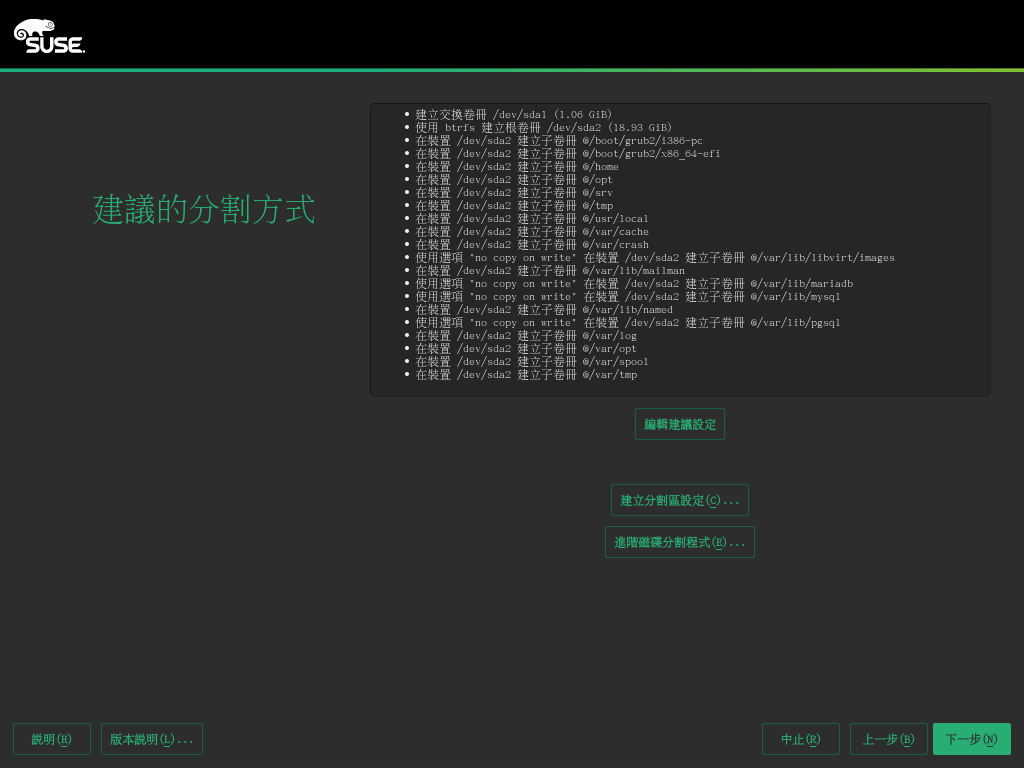 SUSE
建議的分割方式
建立交換卷冊 /dev/sda1 (1.06 GiB)
使用 btrfs 建立根卷冊 /dev/sda2 (18.93 GiB)
在裝置 /dev/sda2 建立子卷冊 @/boot/grub2/i386-pc
在裝置 /dev/sda2 建立子卷冊 @/boot/grub2/x86_64-efi
在裝置 /dev/sda2 建立子卷冊 @/home
在裝置 /dev/sda2 建立子卷冊 @/opt
在裝置 /dev/sda2 建立子卷冊 @/srv
在裝置 /dev/sda2 建立子卷冊 @/tmp
在裝置 /dev/sda2 建立子卷冊 @/usr/local
在裝置 /dev/sda2 建立子卷冊 @/var/cache
在裝置 /dev/sda2 建立子卷冊 @/var/crash
使用選項 "no copy on write" 在裝置 /dev/sda2 建立子卷冊 @/var/lib/libvirt/images
在裝置 /dev/sda2 建立子卷冊 @/var/lib/mailman
使用選項 "no copy on write" 在裝置 /dev/sda2 建立子卷冊 @/var/lib/mariadb
使用選項 "no copy on write" 在裝置 /dev/sda2 建立子卷冊 @/var/lib/mysql
在裝置 /dev/sda2 建立子卷冊 @/var/lib/named
使用選項 "no copy on write" 在裝置 /dev/sda2 建立子卷冊 @/var/lib/pgsql
在裝置 /dev/sda2 建立子卷冊 @/var/log
在裝置 /dev/sda2 建立子卷冊 @/var/opt
在裝置 /dev/sda2 建立子卷冊 @/var/spool
在裝置 /dev/sda2 建立子卷冊 @/var/tmp
編輯建議設定
建立分割區設定(C)...
進階磁碟分割程式(E)...
說明(H)
版本說明(L)...
中止(R)
上一步(B)
下一步(N)